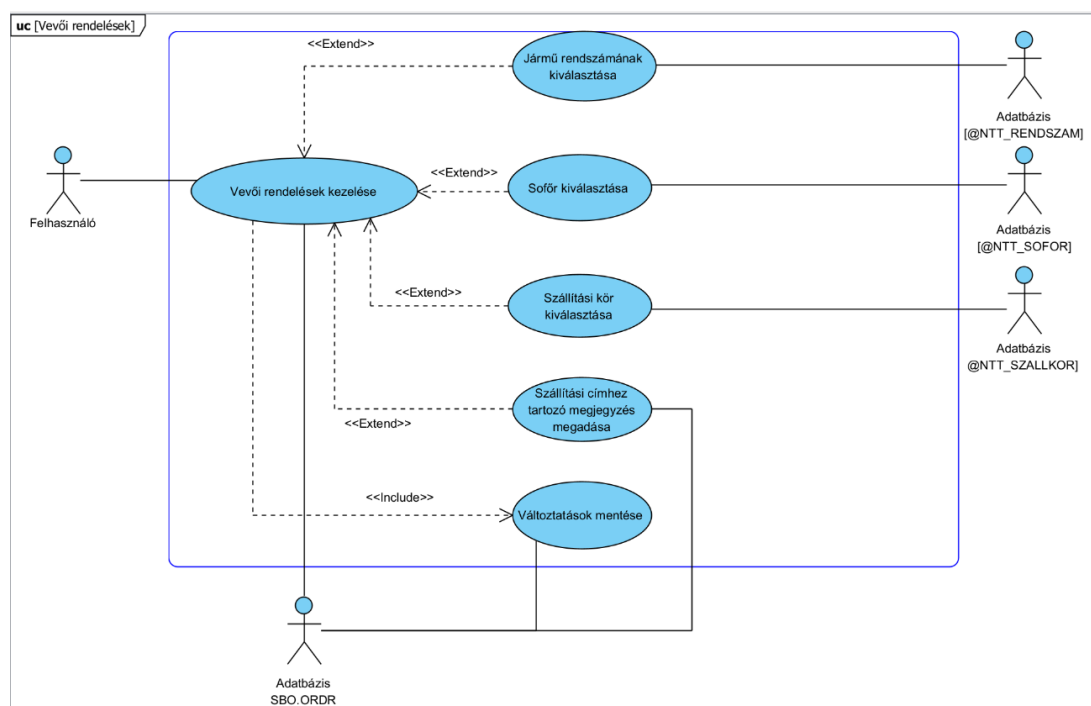 uc [Vevői rendelések]
<<Extend>>
Jármű rendszámának
kiválasztása
Adatbázis
[@NTT_RENDSZAM]
<<Extend>>
Vevői rendelések kezelése
Sofőr kiválasztása
Felhasználó
Adatbázis
[@NTT_SOFOR]
<<Extend>>
Szállítási kör
kiválasztása
Adatbázis
@NTT_SZALLKOR]
Szállítási címhez
tartozó megjegyzés
megadása
<<Extend>>
<<Include>>
Változtatások mentése
Adatbázis
SBO.ORDR